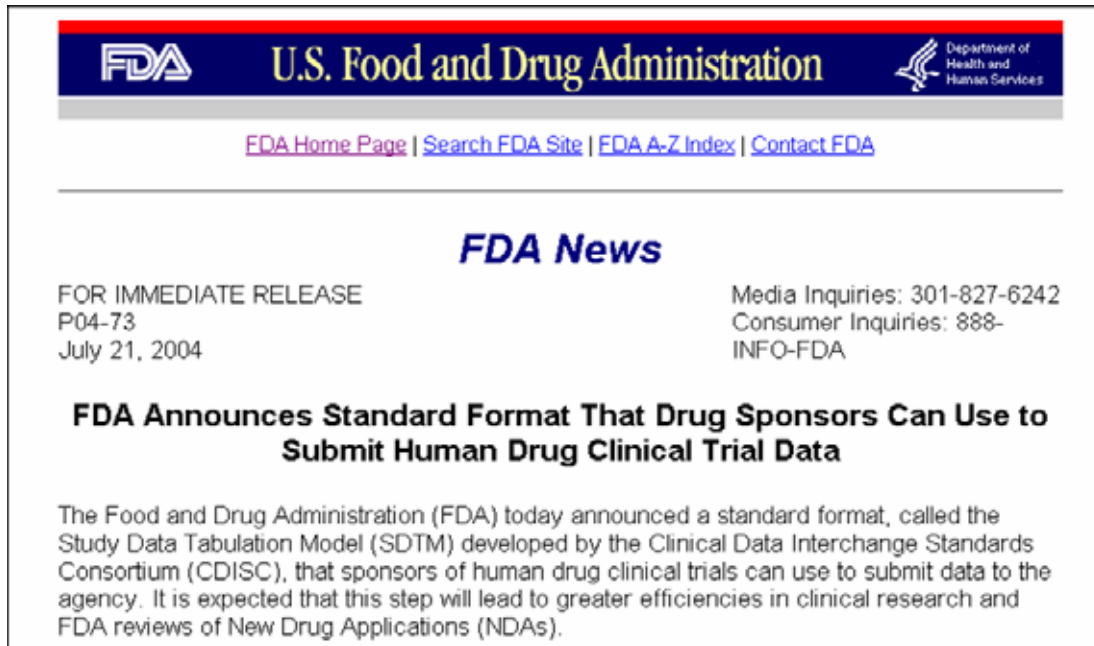 FDA U.S. Food and Drug Administration Department of
Health and
Human Services
FDA Home Page | Search FDA Site | FDA A-Z Index | Contact FDA
FDA News
FOR IMMEDIATE RELEASE
P04-73
July 21, 2004
Media Inquiries: 301-827-6242
Consumer Inquiries: 888-
INFO-FDA
FDA Announces Standard Format That Drug Sponsors Can Use to
Submit Human Drug Clinical Trial Data
The Food and Drug Administration (FDA) today announced a standard format, called the
Study Data Tabulation Model (SDTM) developed by the Clinical Data Interchange Standards
Consortium (CDISC), that sponsors of human drug clinical trials can use to submit data to the
agency. It is expected that this step will lead to greater efficiencies in clinical research and
FDA reviews of New Drug Applications (NDAs).